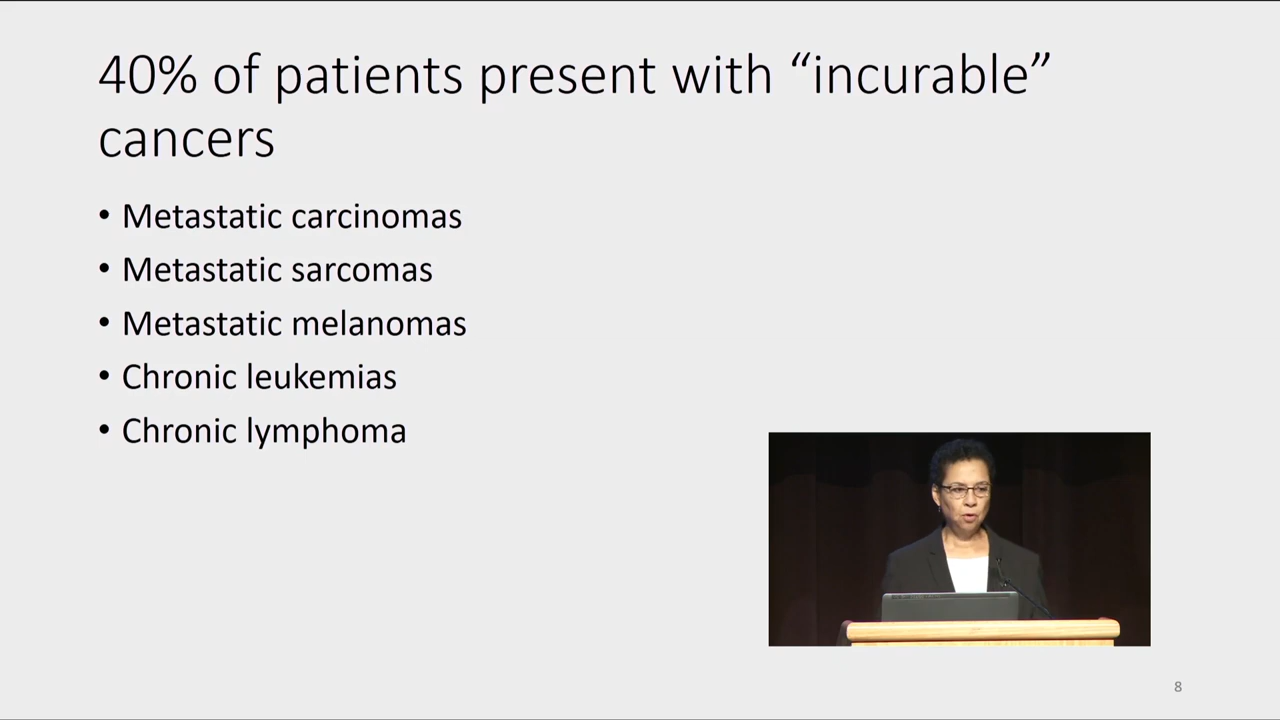 40% of patients present with “incurable”
cancers
• Metastatic carcinomas
• Metastatic sarcomas
• Metastatic melanomas
• Chronic leukemias
• Chronic lymphoma
8